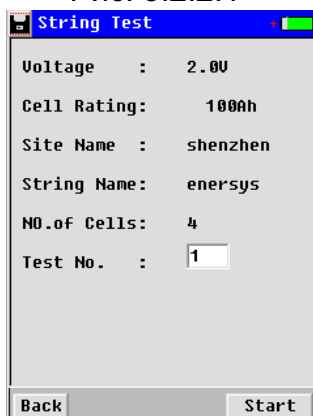 String Test
Voltage : 2.0V
Cell Rating: 100Ah
Site Name : shenzhen
String Name: enersys
NO.of Cells: 4
Test No. : 1
Back Start